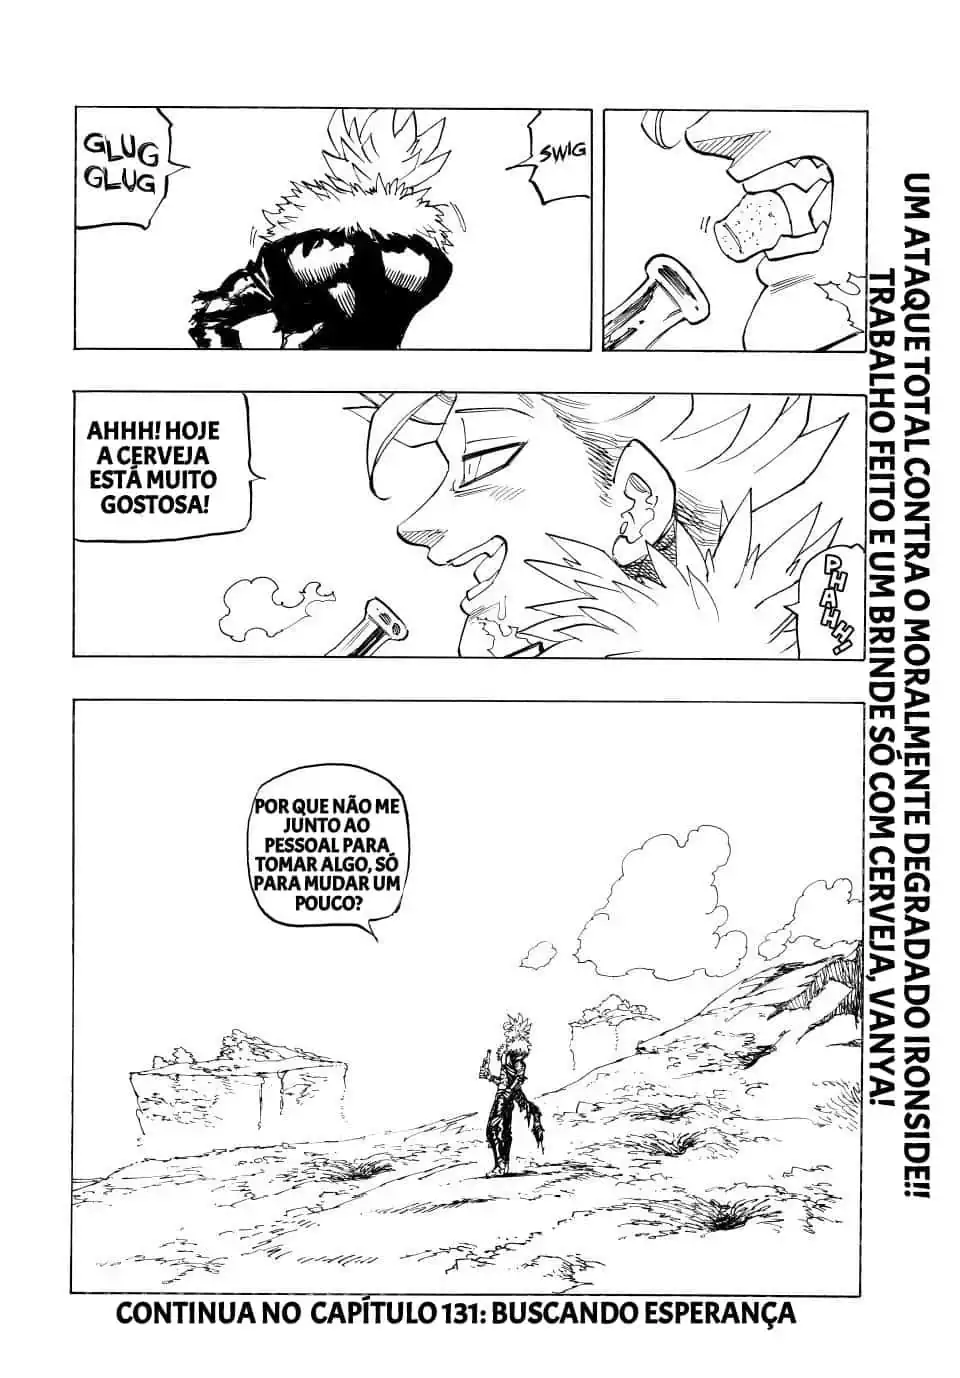 SWIG
GLUG
GLUG
AHHH! HOJE
A CERVEJA
ESTÁ MUITO
GOSTOSA!
PHAHH!
POR QUE NÃO ME
JUNTO AO
PESSOAL PARA
TOMAR ALGO, SÓ
PARA MUDAR UM
POUCO?
UM ATAQUE TOTAL CONTRA O MORALMENTE DEGRADADO IRONSIDE!!
TRABALHO FEITO E UM BRINDE SÓ COM CERVEJA, VANYA!
CONTINUA NO CAPÍTULO 131: BUSCANDO ESPERANÇA